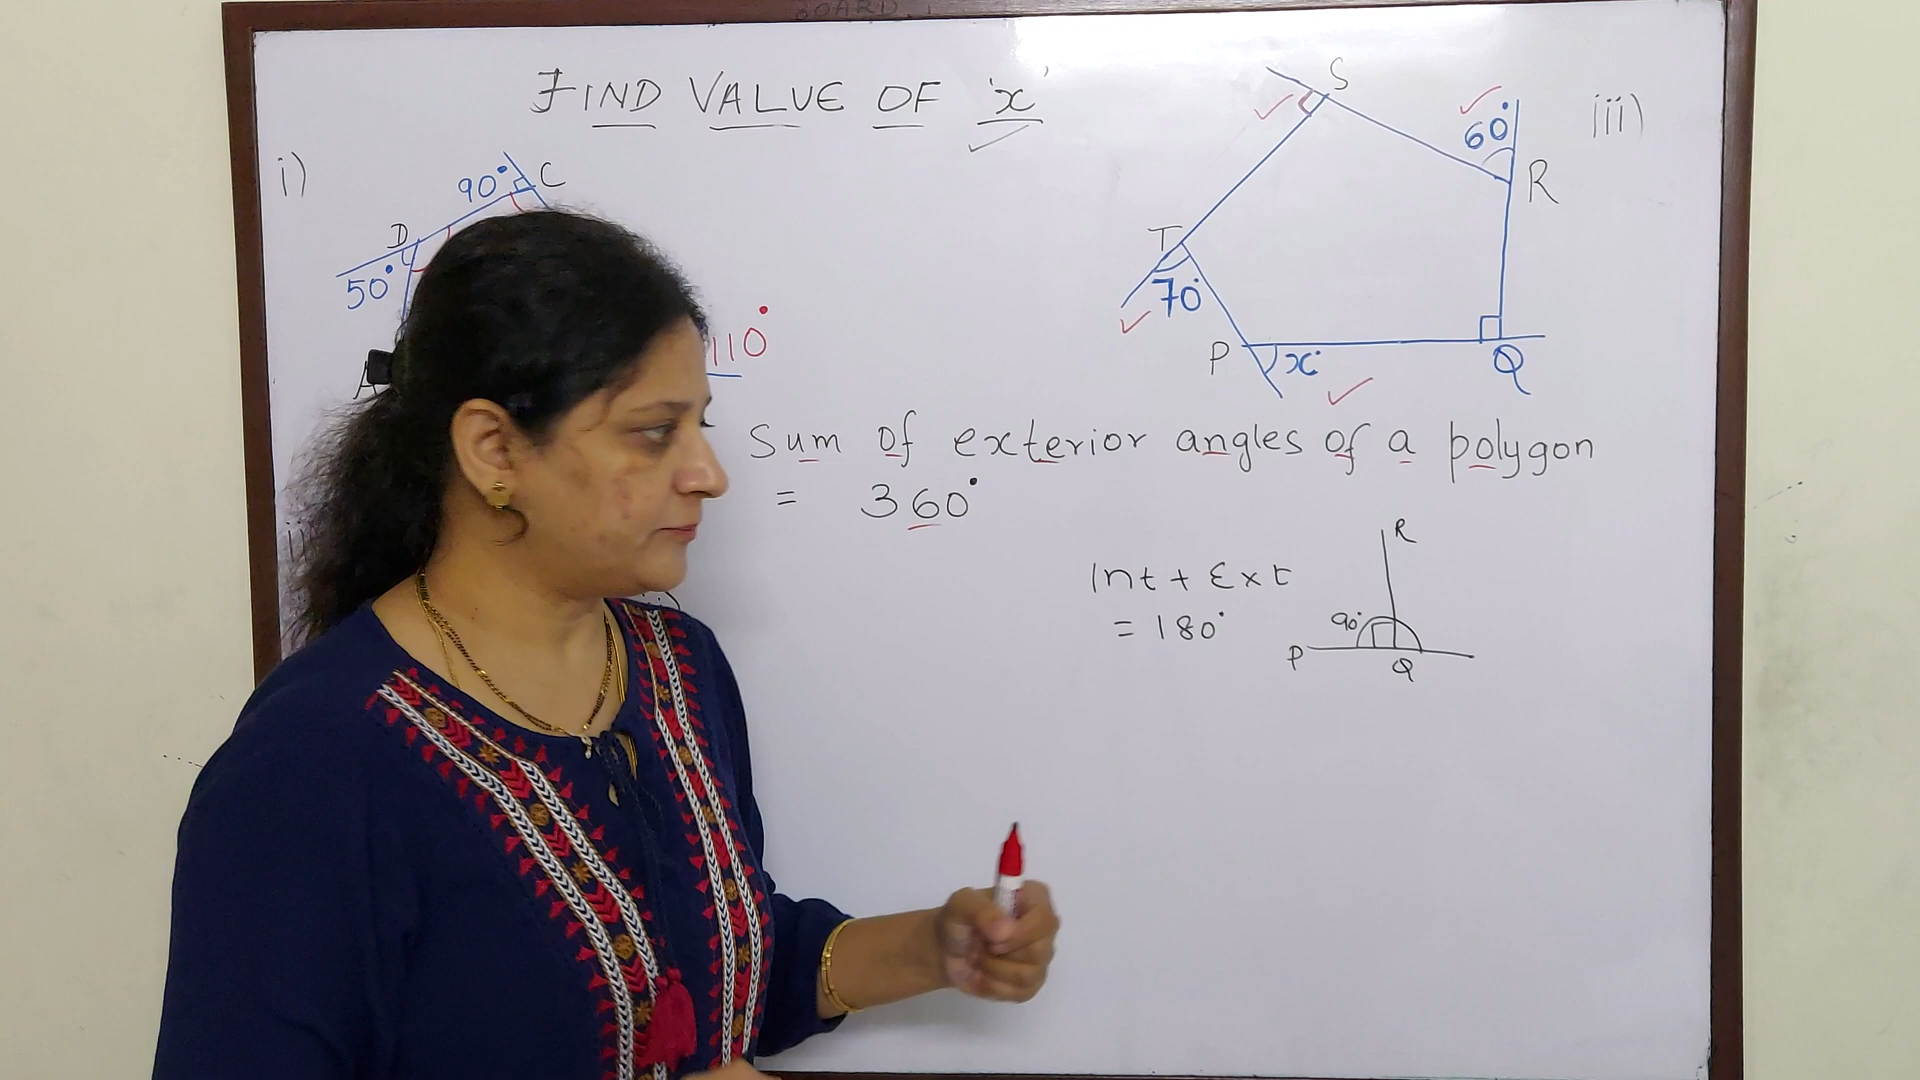 BOARD
FIND VALUE OF 'x'
i)
90° C
D
50°
A
110°
S
60°
iii)
R
T
70°
P x° Q
Sum of exterior angles of a polygon
= 360°
Int + Ext
= 180°
R
90°
P Q